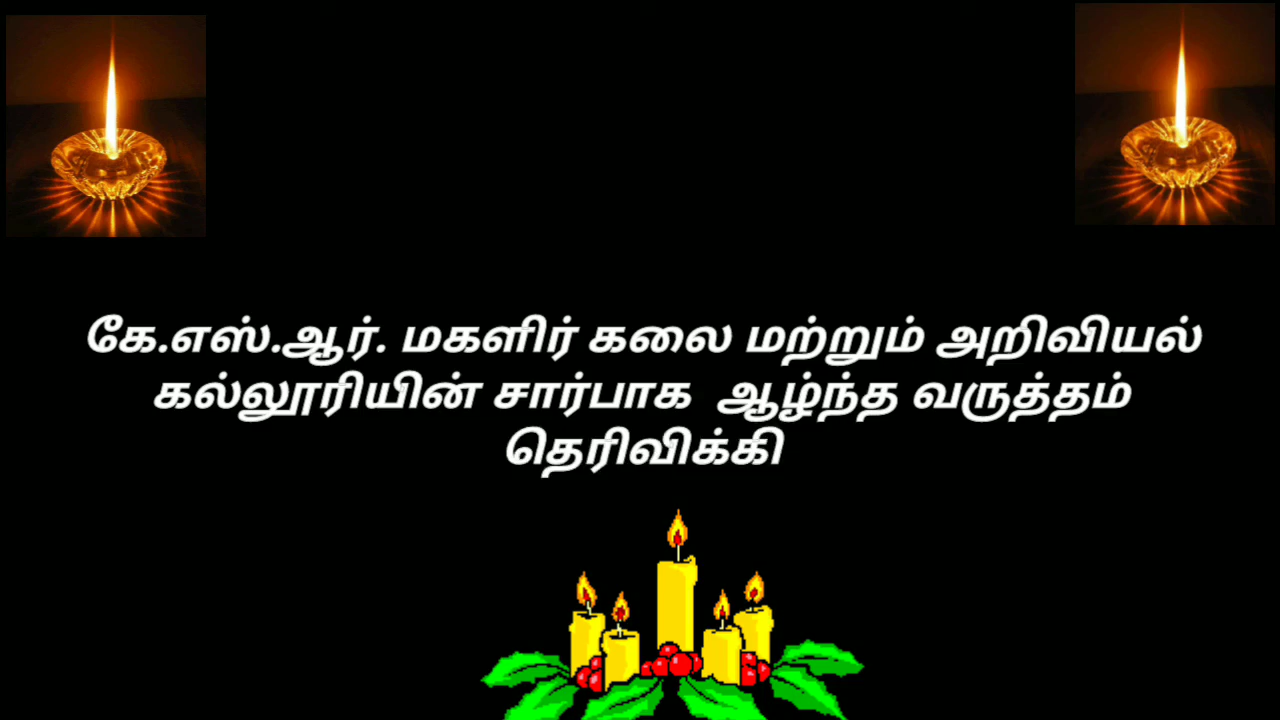 கே.எஸ்.ஆர். மகளிர் கலை மற்றும் அறிவியல்
கல்லூரியின் சார்பாக ஆழ்ந்த வருத்தம்
தெரிவிக்கி